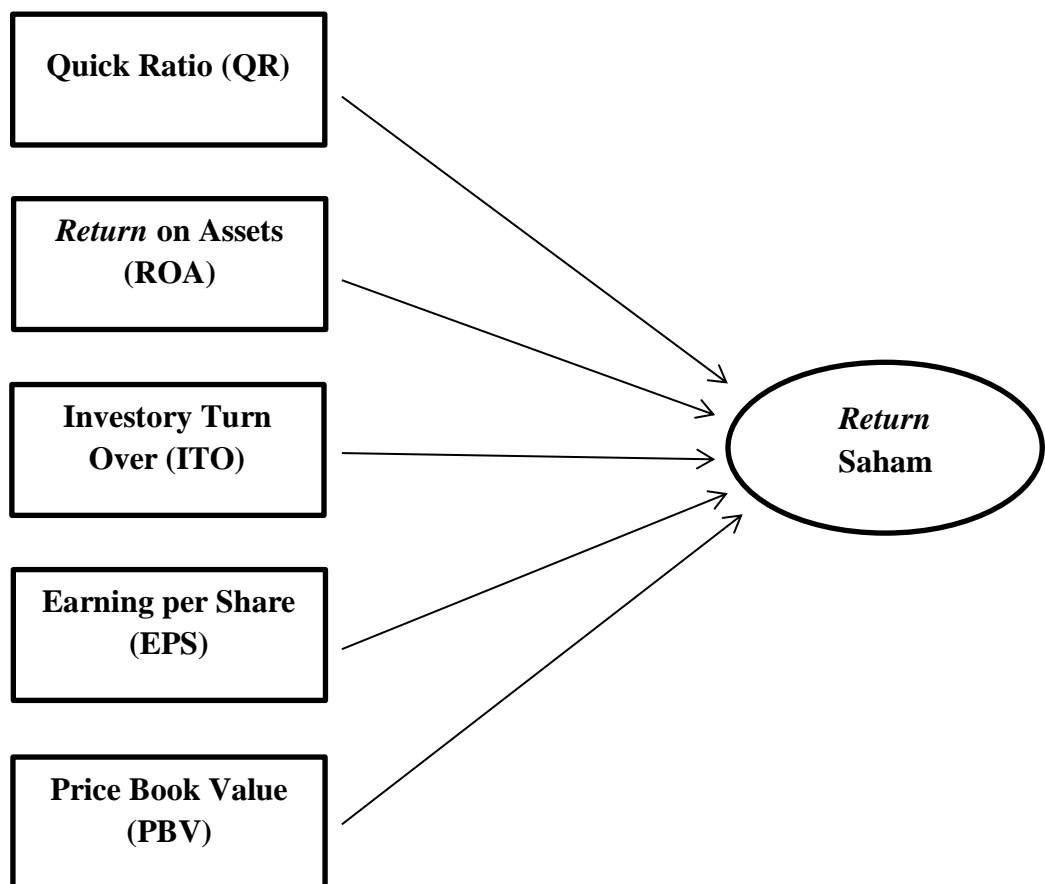 Quick Ratio (QR)
Return on Assets
(ROA)
Investory Turn
Over (ITO)
Earning per Share
(EPS)
Price Book Value
(PBV)
Return
Saham